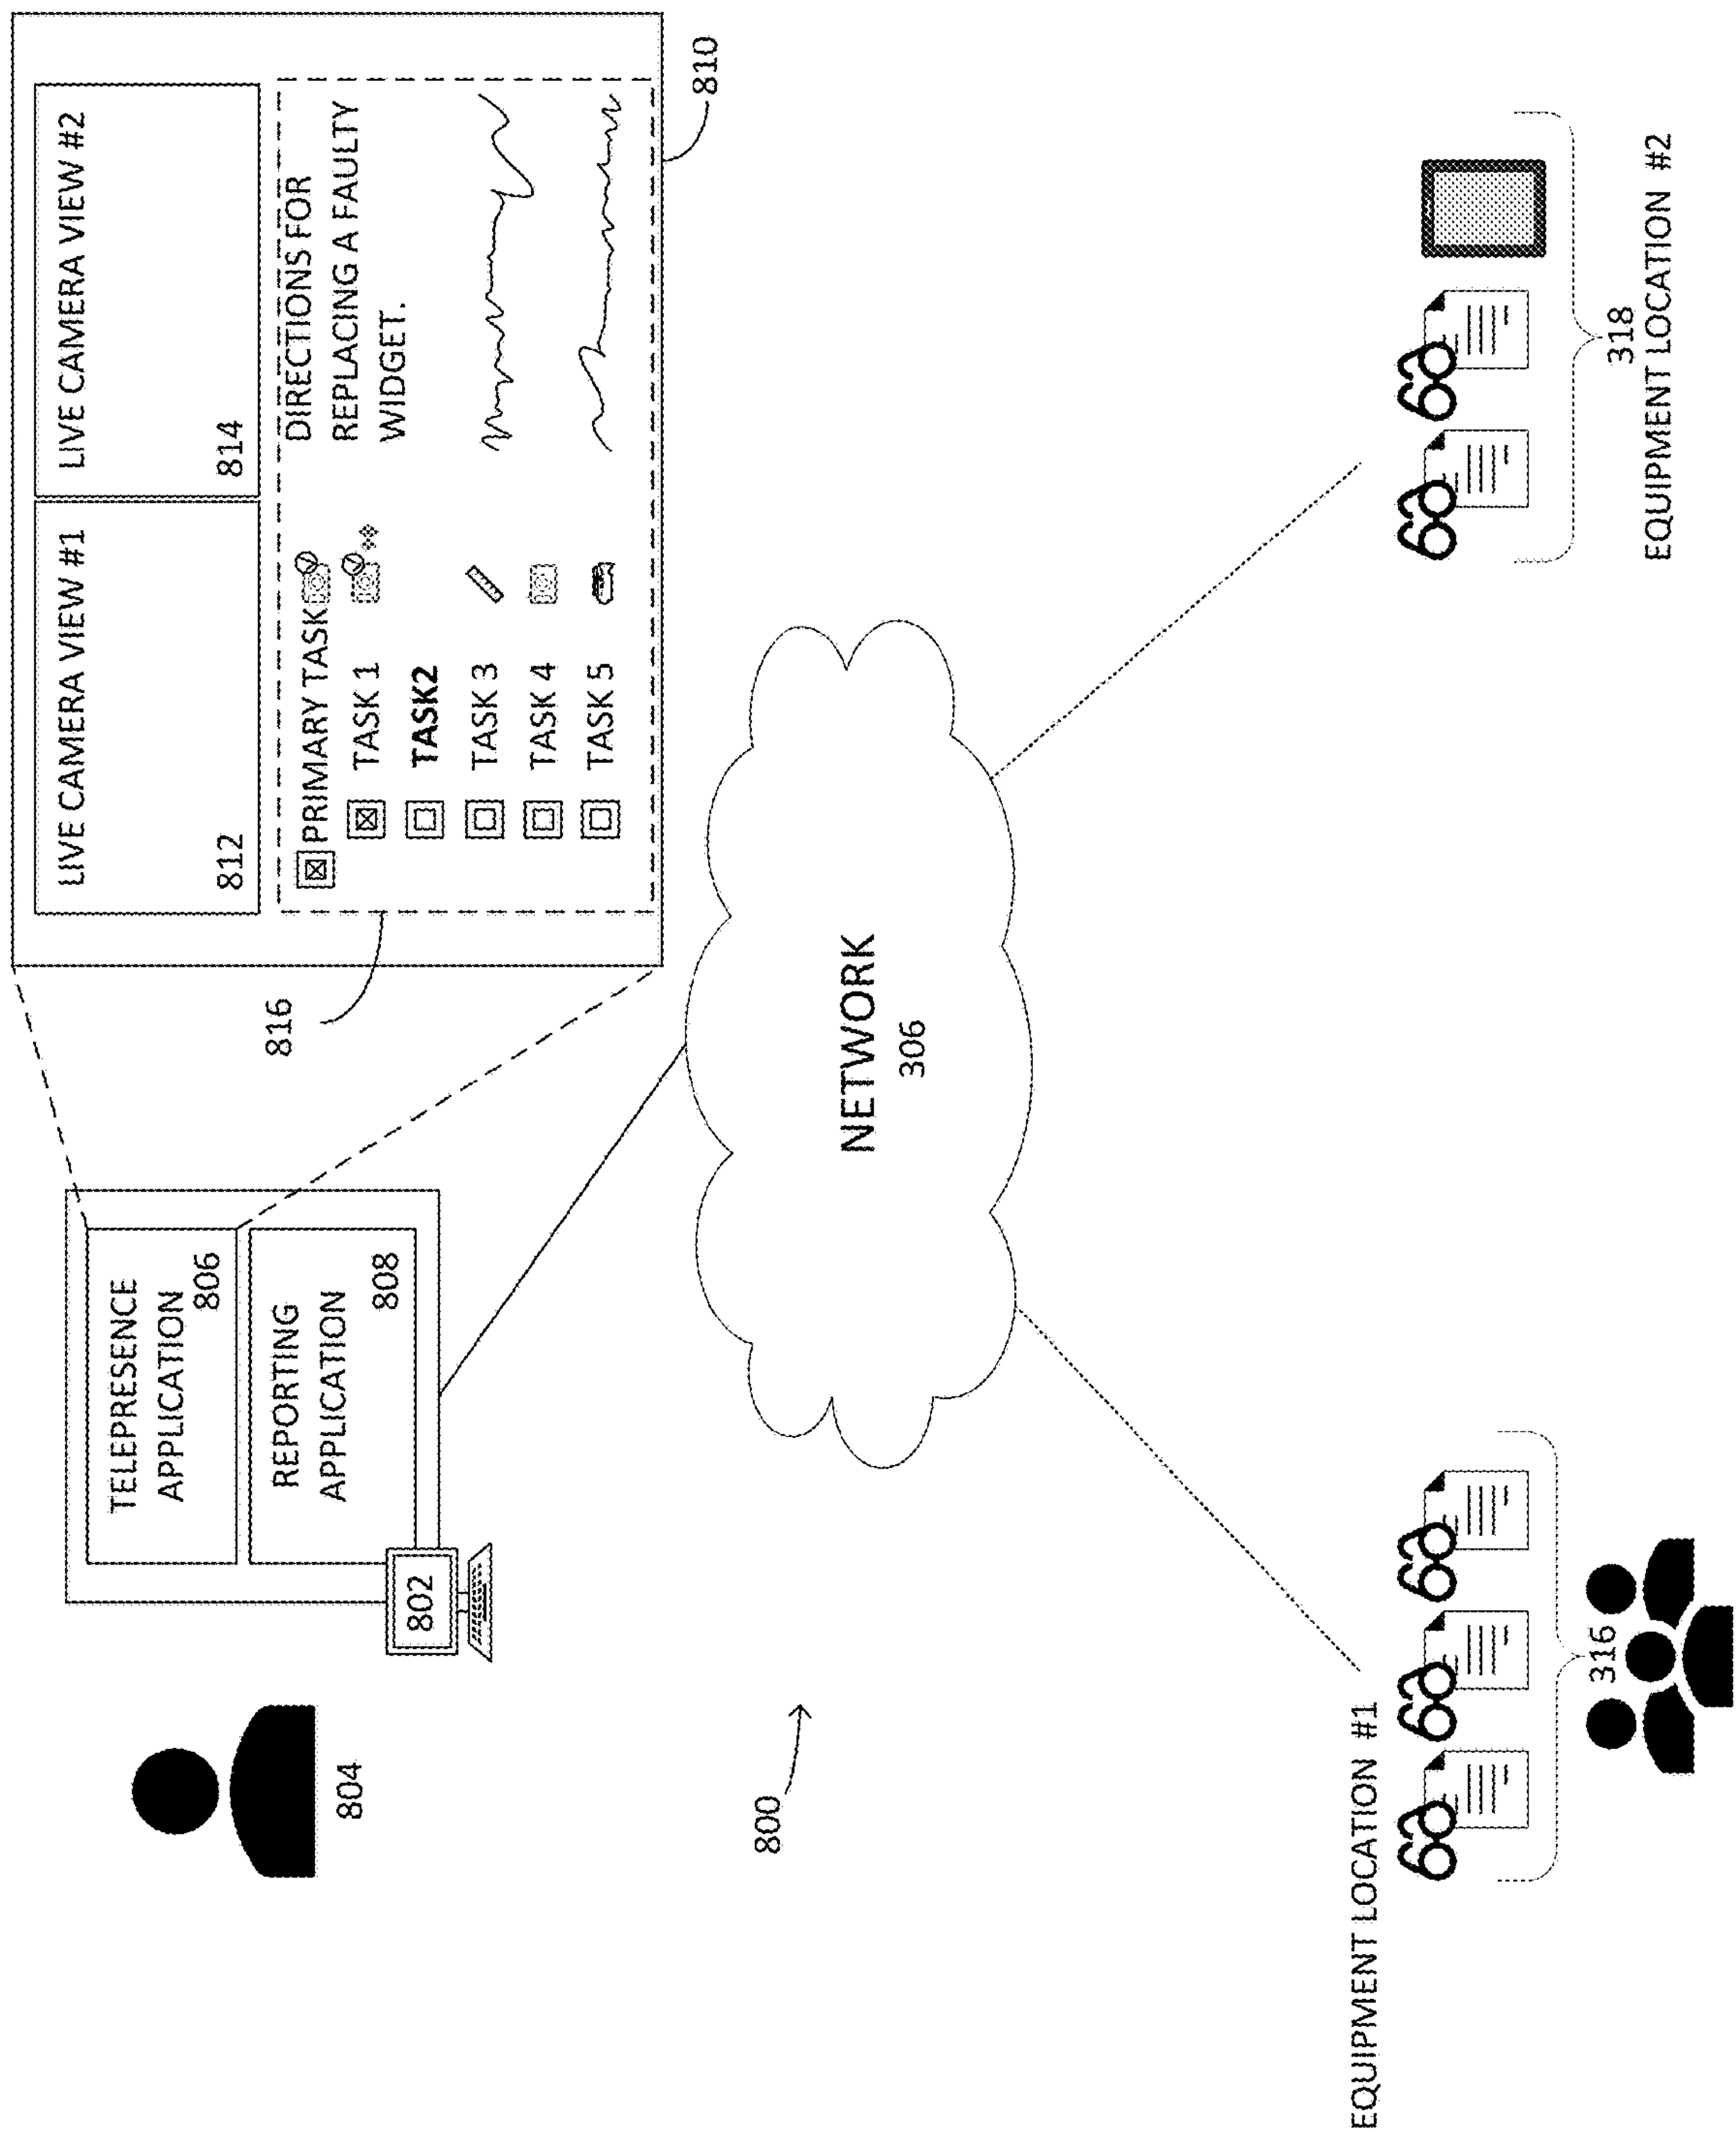 TELEPRESENCE
APPLICATION
806
REPORTING
APPLICATION
808
802
804
LIVE CAMERA VIEW #1
812
LIVE CAMERA VIEW #2
814
PRIMARY TASK
TASK 1
TASK2
TASK 3
TASK 4
TASK 5
DIRECTIONS FOR
REPLACING A FAULTY
WIDGET.
816
810
NETWORK
306
800
EQUIPMENT LOCATION #1
316
318
EQUIPMENT LOCATION #2